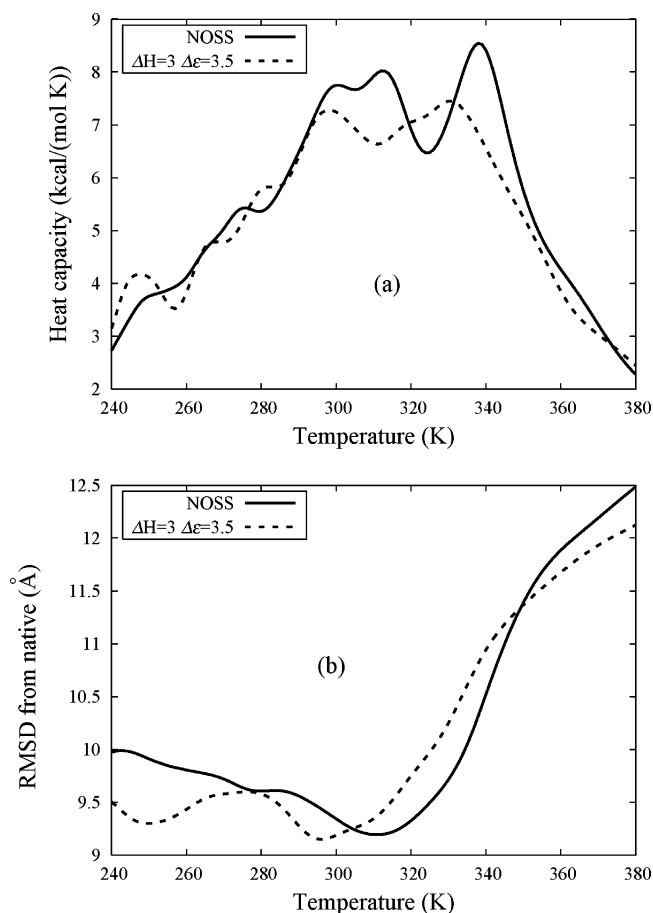 NOSS
ΔH=3 Δε=3.5
9
8
7
6
5
4
3
2
Heat capacity (kcal/(mol K))
(a)
240 260 280 300 320 340 360 380
Temperature (K)
NOSS
ΔH=3 Δε=3.5
12.5
12
11.5
11
10.5
10
9.5
9
RMSD from native (Å)
(b)
240 260 280 300 320 340 360 380
Temperature (K)